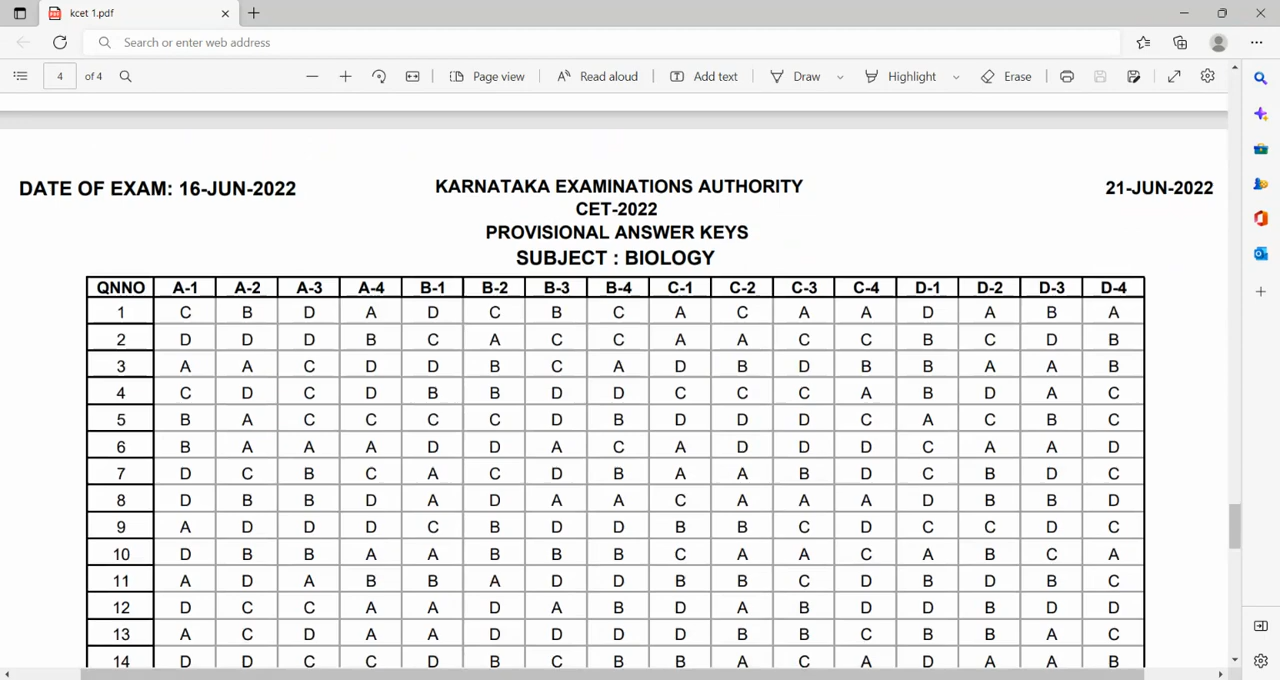 kcet 1.pdf
Search or enter web address
4 of 4 Page view Read aloud Add text Draw Highlight Erase
DATE OF EXAM: 16-JUN-2022 KARNATAKA EXAMINATIONS AUTHORITY 21-JUN-2022
CET-2022
PROVISIONAL ANSWER KEYS
SUBJECT : BIOLOGY
QNNO A-1 A-2 A-3 A-4 B-1 B-2 B-3 B-4 C-1 C-2 C-3 C-4 D-1 D-2 D-3 D-4
1 C B D A D C B C A C A A D A B A
2 D D D B C A C C A A C C B C D B
3 A A C D D B C A D B D B B A A B
4 C D C D B B D D C C C A B D A C
5 B A C C C C D B D D D C A C B C
6 B A A A D D A C A D D D C A A D
7 D C B C A C D B A A B D C B D C
8 D B B D A D A A C A A A D B B D
9 A D D D C B D D B B C D C C D C
10 D B B A A B B B C A A C A B C A
11 A D A B B A D D B B C D B D B C
12 D C C A A D A B D A B D D B D D
13 A C D A A D D D D B B C B B A C
14 D D C C D B C B B A C A D A A B